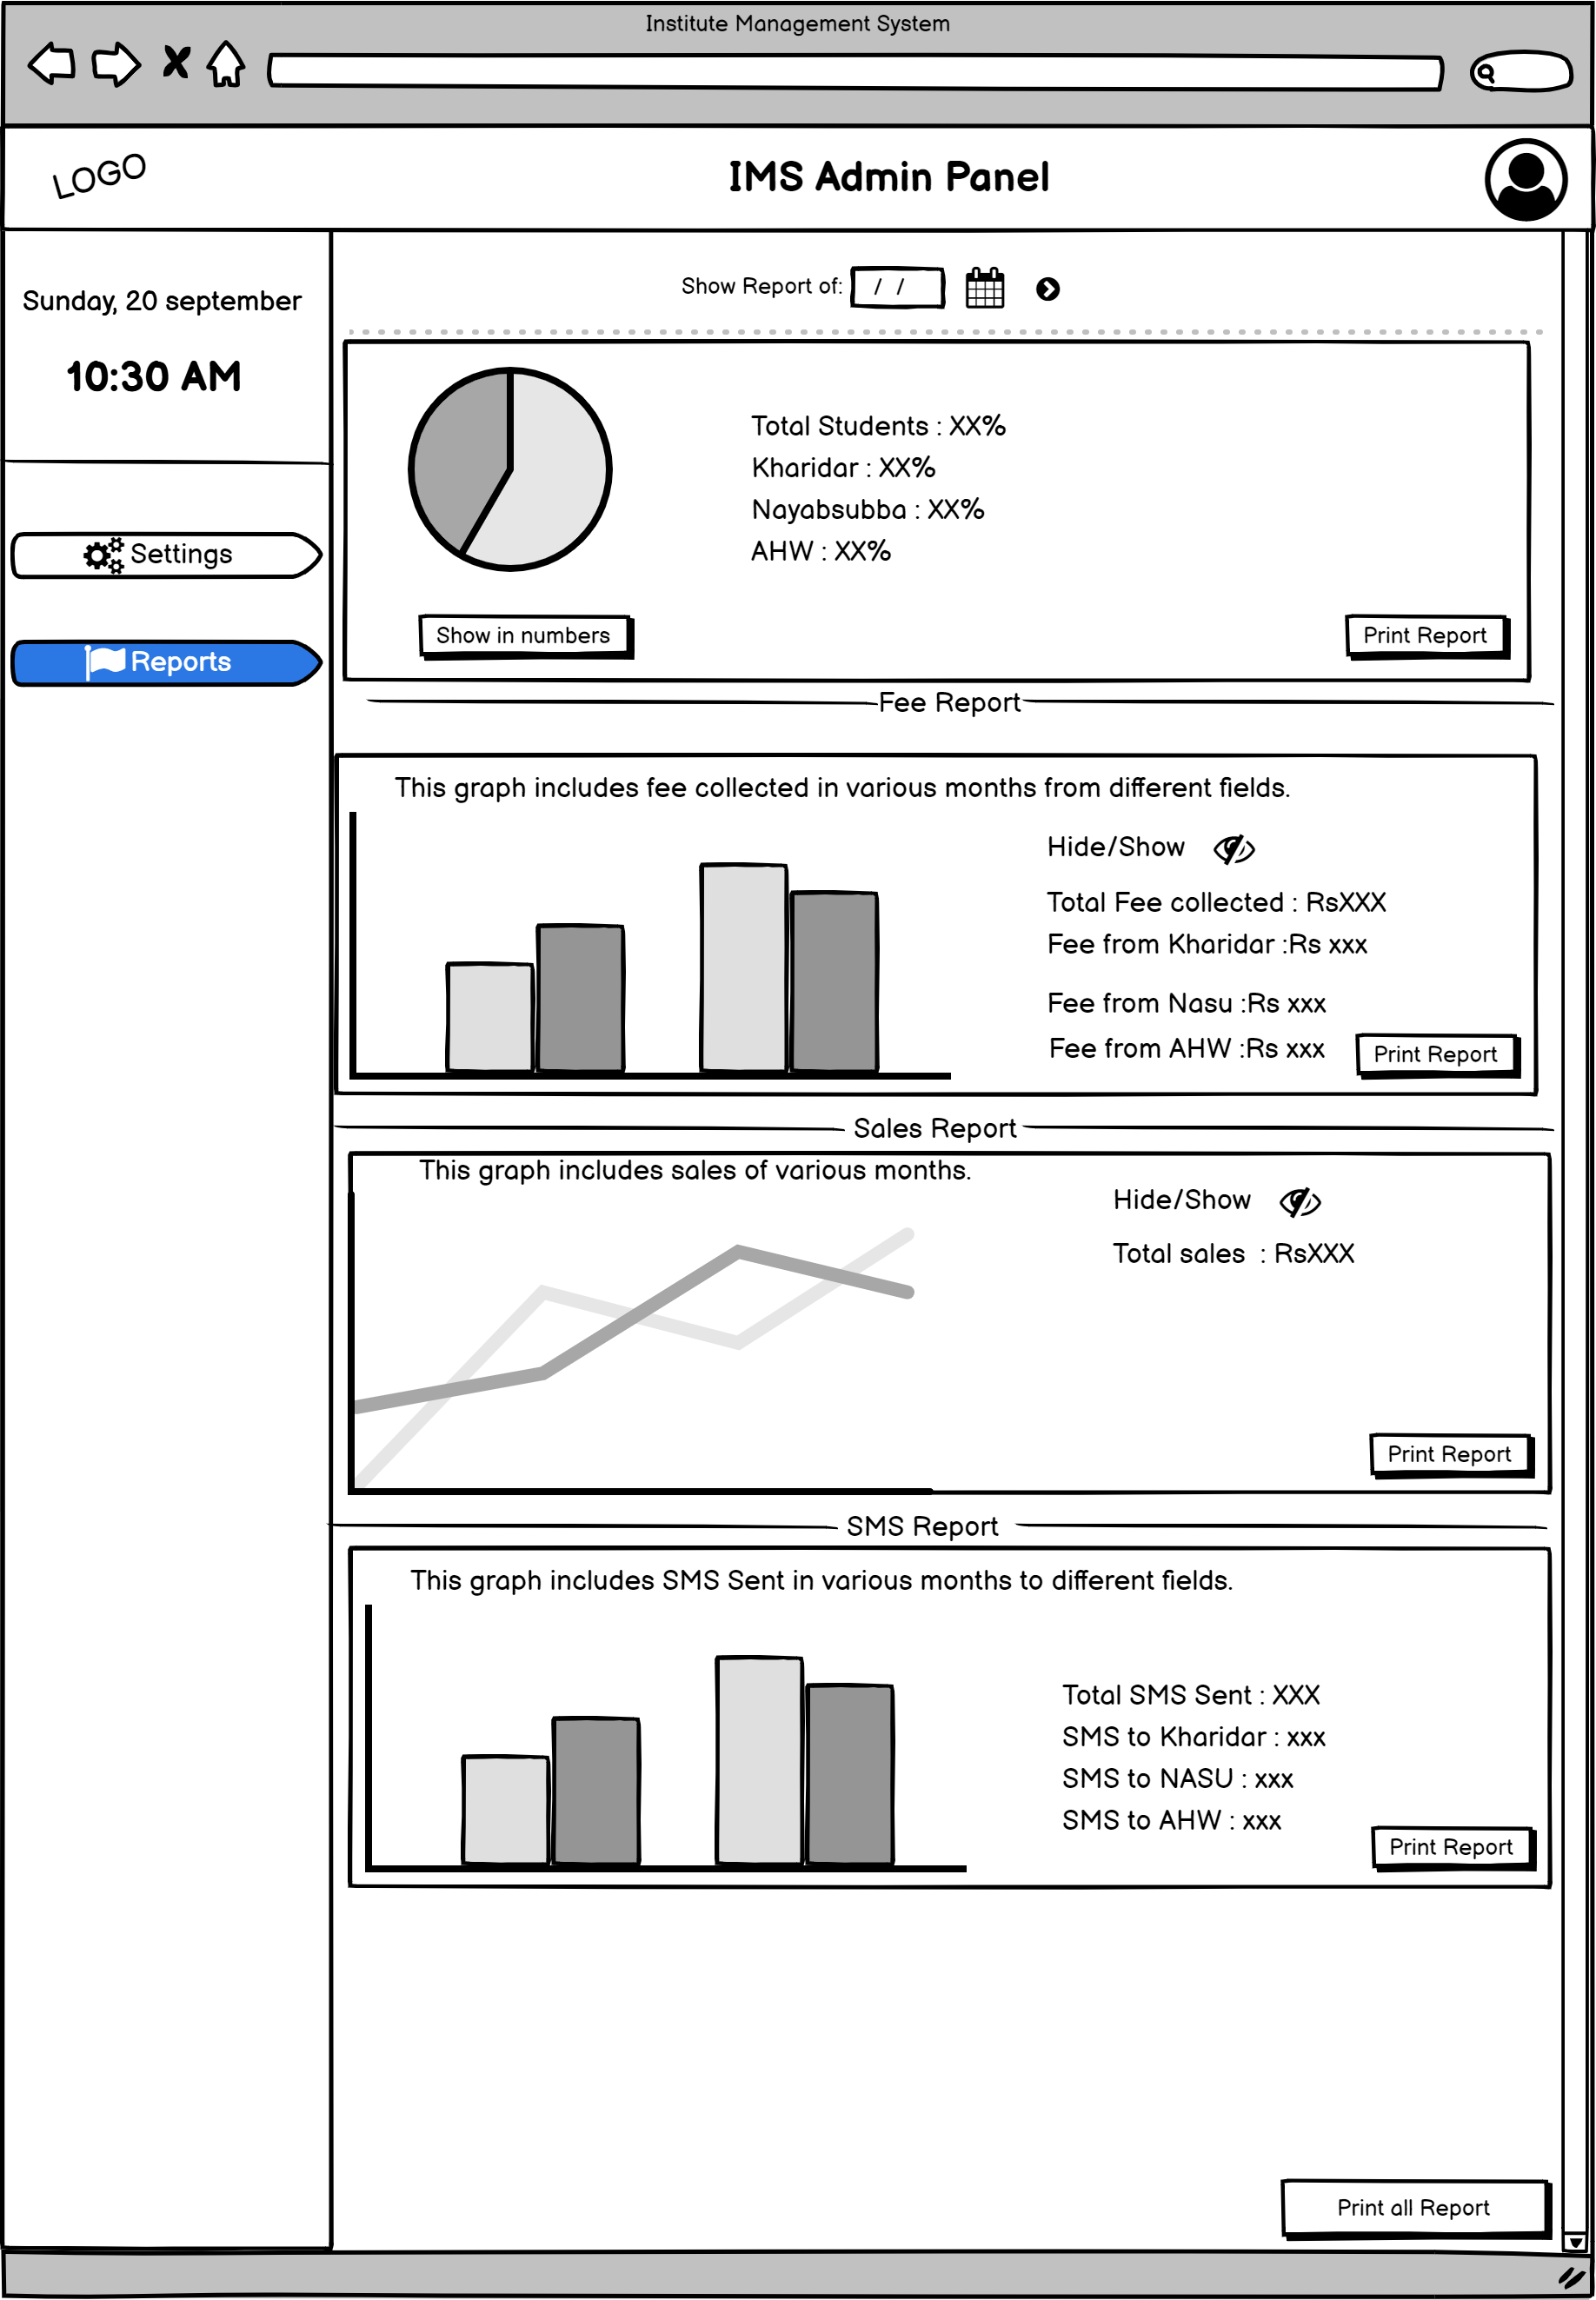 Institute Management System
LOGO
IMS Admin Panel
Sunday, 20 september
10:30 AM
Settings
Reports
Show Report of: / /
Total Students : XX%
Kharidar : XX%
Nayabsubba : XX%
AHW : XX%
Show in numbers
Print Report
Fee Report
This graph includes fee collected in various months from different fields.
Hide/Show
Total Fee collected : RsXXX
Fee from Kharidar :Rs xxx
Fee from Nasu :Rs xxx
Fee from AHW :Rs xxx
Print Report
Sales Report
This graph includes sales of various months.
Hide/Show
Total sales : RsXXX
Print Report
SMS Report
This graph includes SMS Sent in various months to different fields.
Total SMS Sent : XXX
SMS to Kharidar : xxx
SMS to NASU : xxx
SMS to AHW : xxx
Print Report
Print all Report